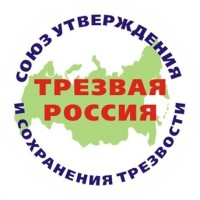 СОЮЗ УТВЕРЖДЕНИЯ
ТРЕЗВАЯ
РОССИЯ
И СОХРАНЕНИЯ ТРЕЗВОСТИ